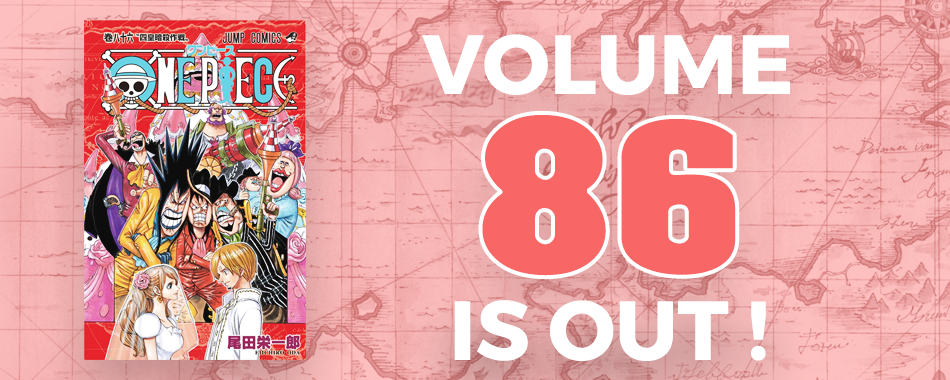 巻八十六 "四皇暗殺作戦"
JUMP COMICS
ワンピース
ONE PIECE
尾田栄一郎
EIICHIRO ODA
VOLUME
86
IS OUT !